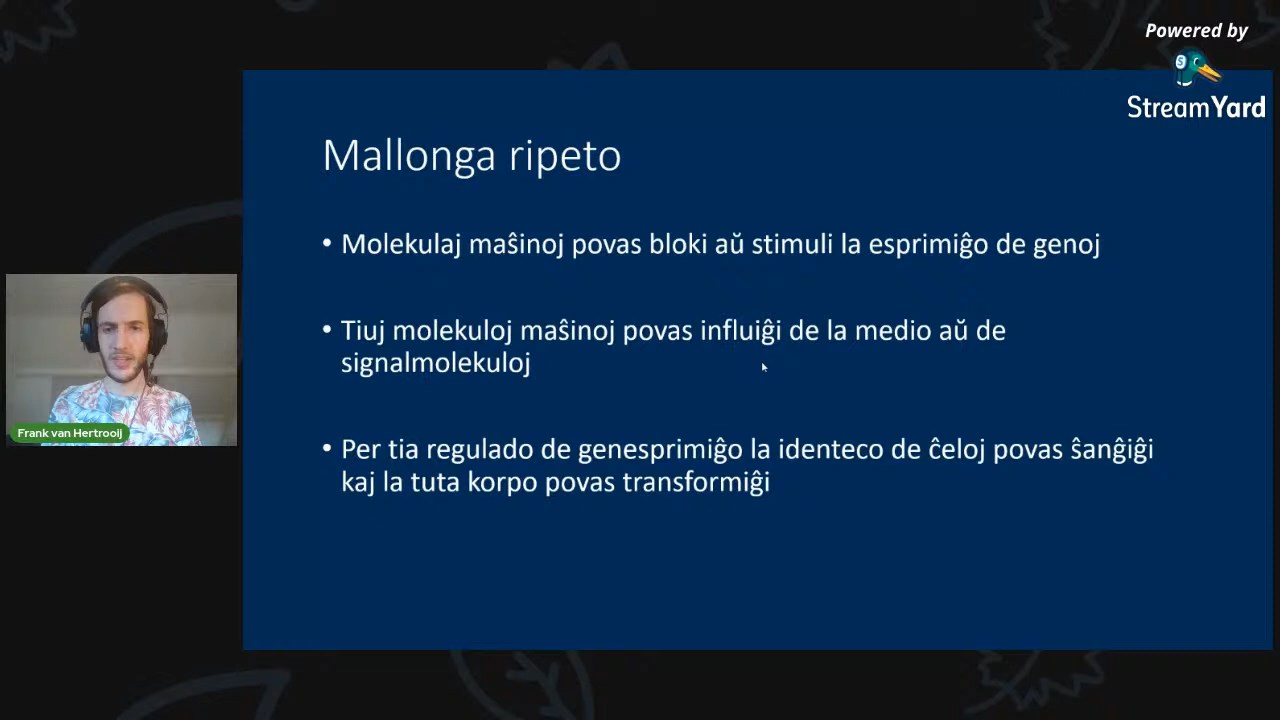 Powered by
StreamYard
Mallonga ripeto
• Molekulaj maŝinoj povas bloki aŭ stimuli la esprimiĝo de genoj
• Tiuj molekuloj maŝinoj povas influiĝi de la medio aŭ de
signalmolekuloj
• Per tia regulado de genesprimiĝo la identeco de ĉeloj povas ŝanĝiĝi
kaj la tuta korpo povas transformiĝi
Frank van Hertrooij